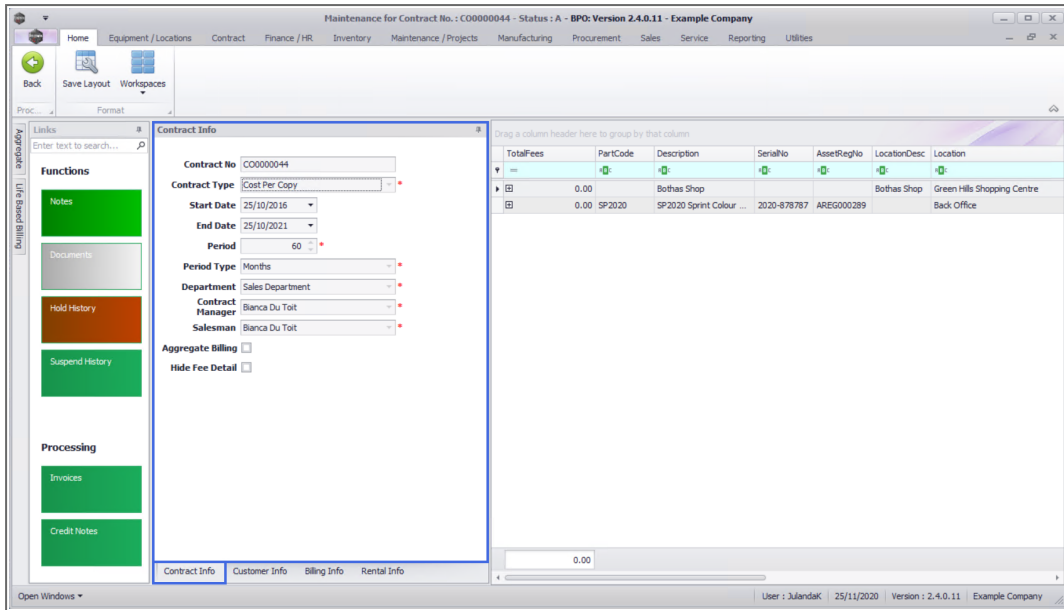 Maintenance for Contract No. : CO0000044 - Status : A - BPO: Version 2.4.0.11 - Example Company
Home Equipment / Locations Contract Finance / HR Inventory Maintenance / Projects Manufacturing Procurement Sales Service Reporting Utilities
Back Save Layout Workspaces
Proc... Format
Aggregate
Life Based Billing
Links
Enter text to search...
Functions
Notes
Documents
Hold History
Suspend History
Processing
Invoices
Credit Notes
Contract Info
Contract No CO0000044
Contract Type Cost Per Copy *
Start Date 25/10/2016
End Date 25/10/2021
Period 60 *
Period Type Months *
Department Sales Department *
Contract
Manager Bianca Du Toit *
Salesman Bianca Du Toit *
Aggregate Billing
Hide Fee Detail
Contract Info Customer Info Billing Info Rental Info
Drag a column header here to group by that column
TotalFees PartCode Description SerialNo AssetRegNo LocationDesc Location
0.00 Bothas Shop Bothas Shop Green Hills Shopping Centre
0.00 SP2020 SP2020 Sprint Colour ... 2020-878787 AREG000289 Back Office
0.00
Open Windows User : JulandaK 25/11/2020 Version : 2.4.0.11 Example Company